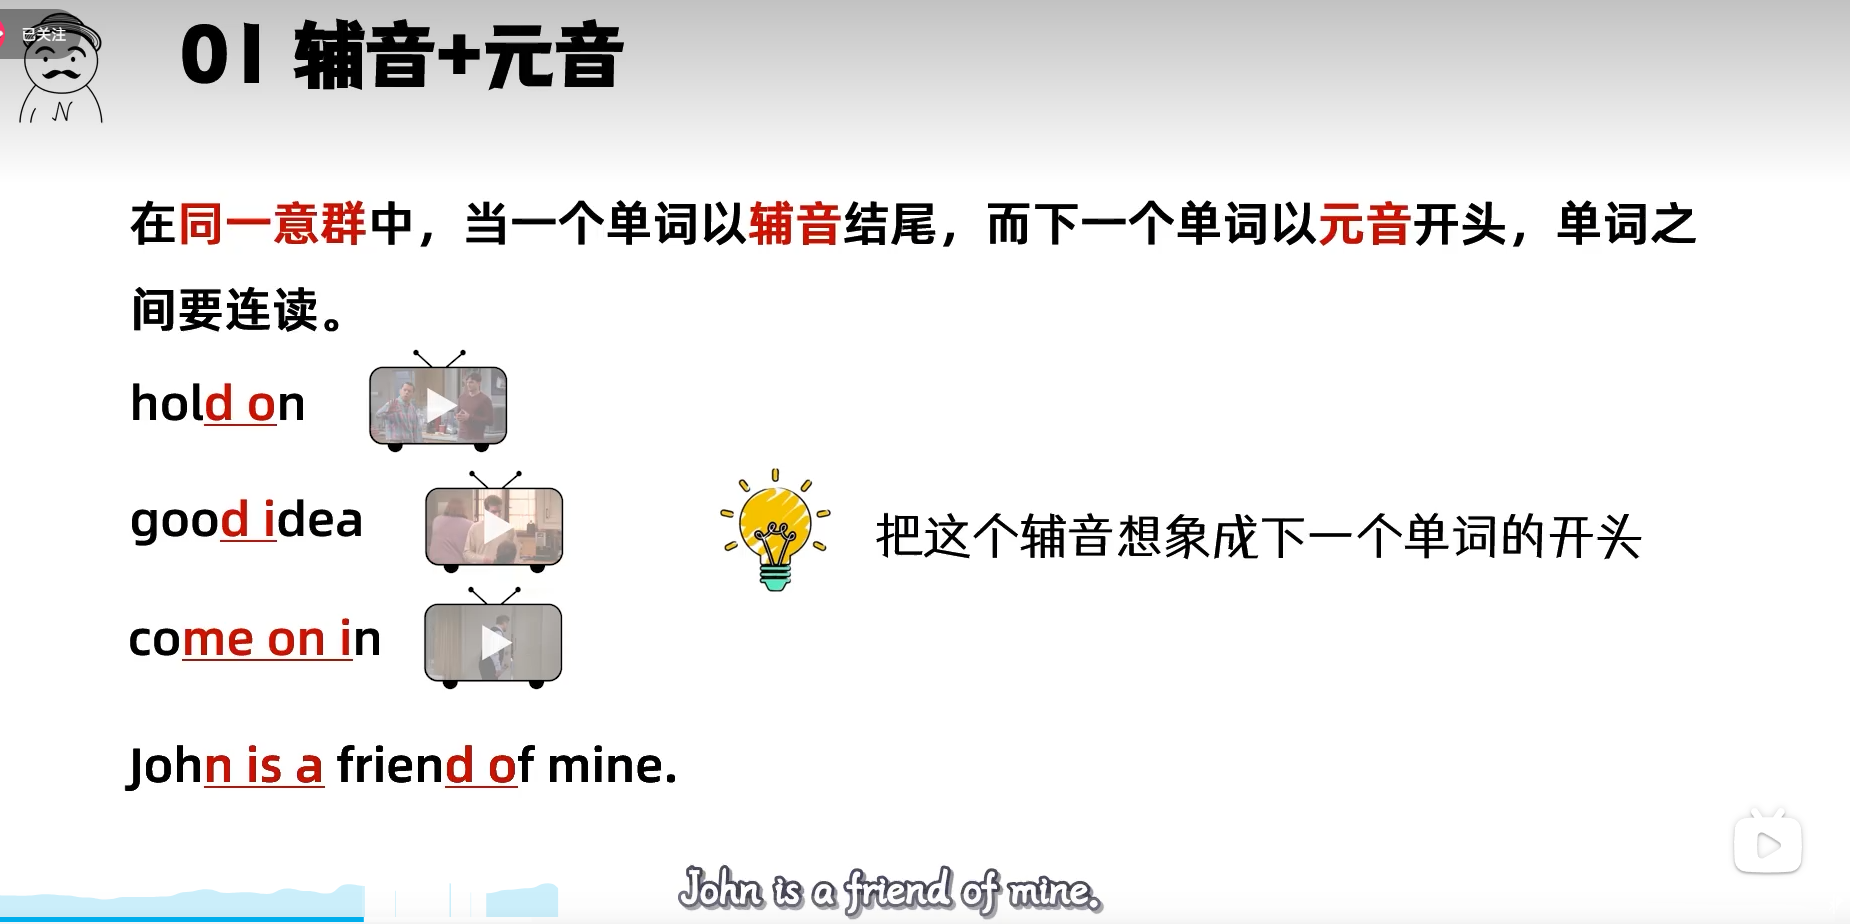 已关注
01 辅音+元音
N
在同一意群中，当一个单词以辅音结尾，而下一个单词以元音开头，单词之
间要连读。
hold on
good idea
把这个辅音想象成下一个单词的开头
come on in
John is a friend of mine.
John is a friend of mine.